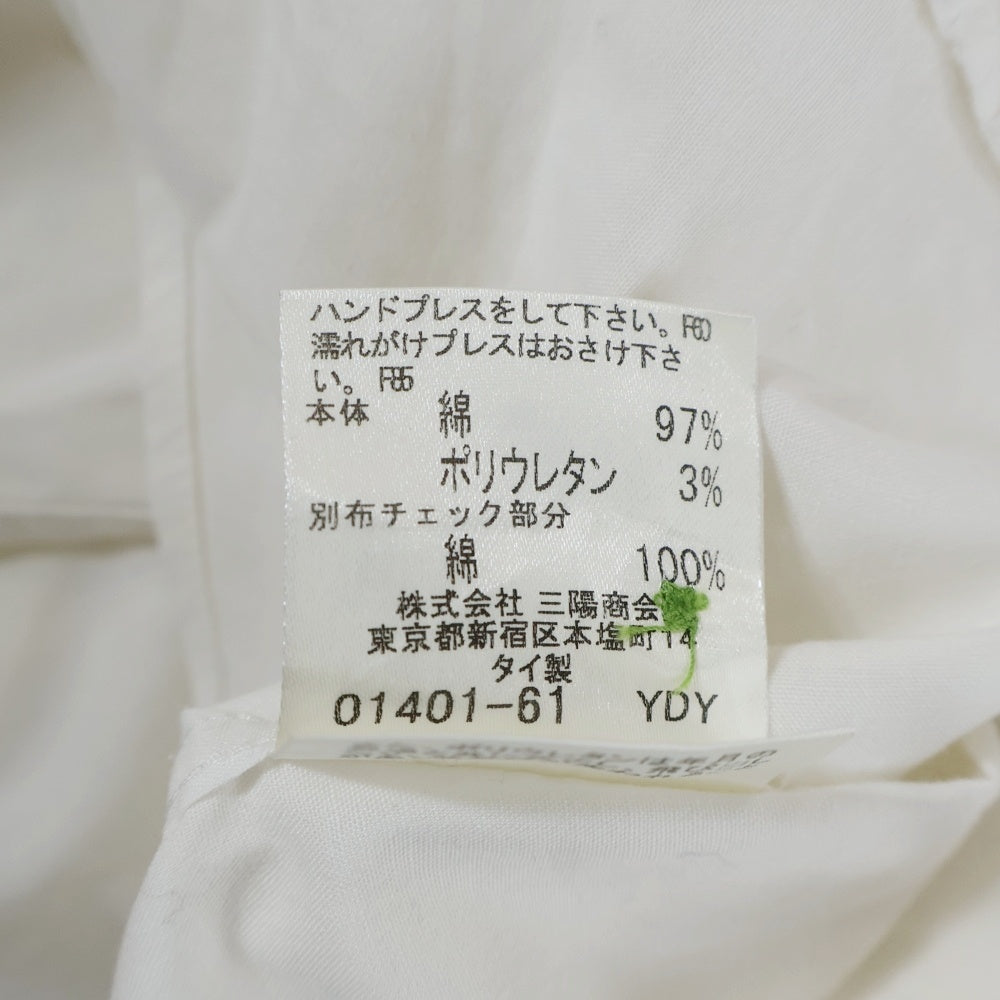 ハンドプレスをして下さい。F60
濡れがけプレスはおさけ下さ
い。F85
本体 綿 97%
ポリウレタン 3%
別布チェック部分
綿 100%
株式会社 三陽商会
東京都新宿区本塩町14
タイ製
01401-61 YDY